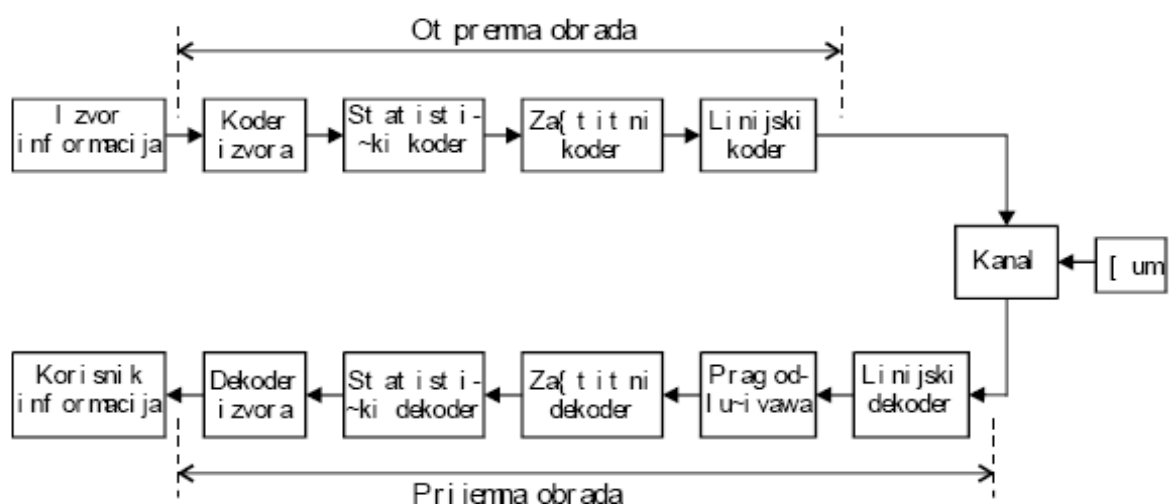 Otpremna obrada
Izvor
informacija
Koder
izvora
Statisti-
~ki koder
Za{titni
koder
Linijski
koder
Kanal
[um
Korisnik
informacija
Dekoder
izvora
Statisti-
~ki dekoder
Za{titni
dekoder
Prag od-
lu~ivawa
Linijski
dekoder
Prijemna obrada